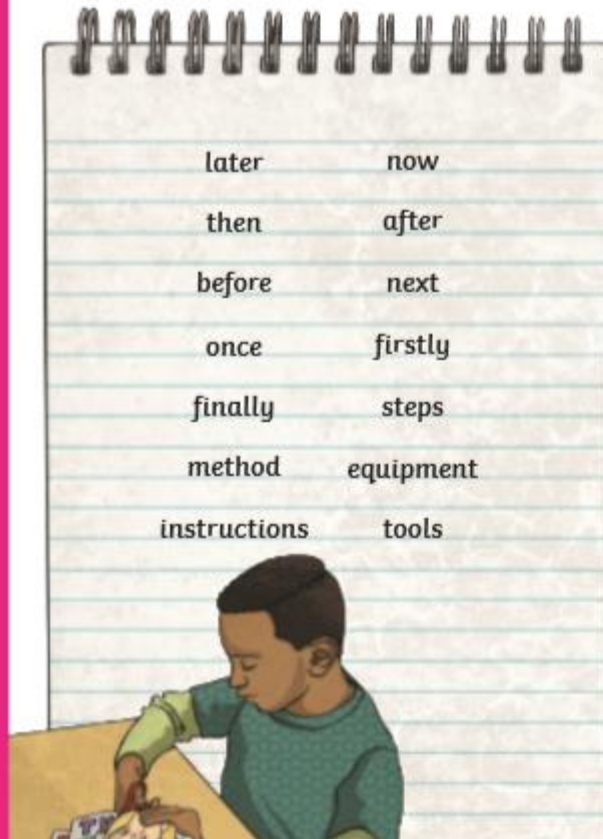 later now
then after
before next
once firstly
finally steps
method equipment
instructions tools